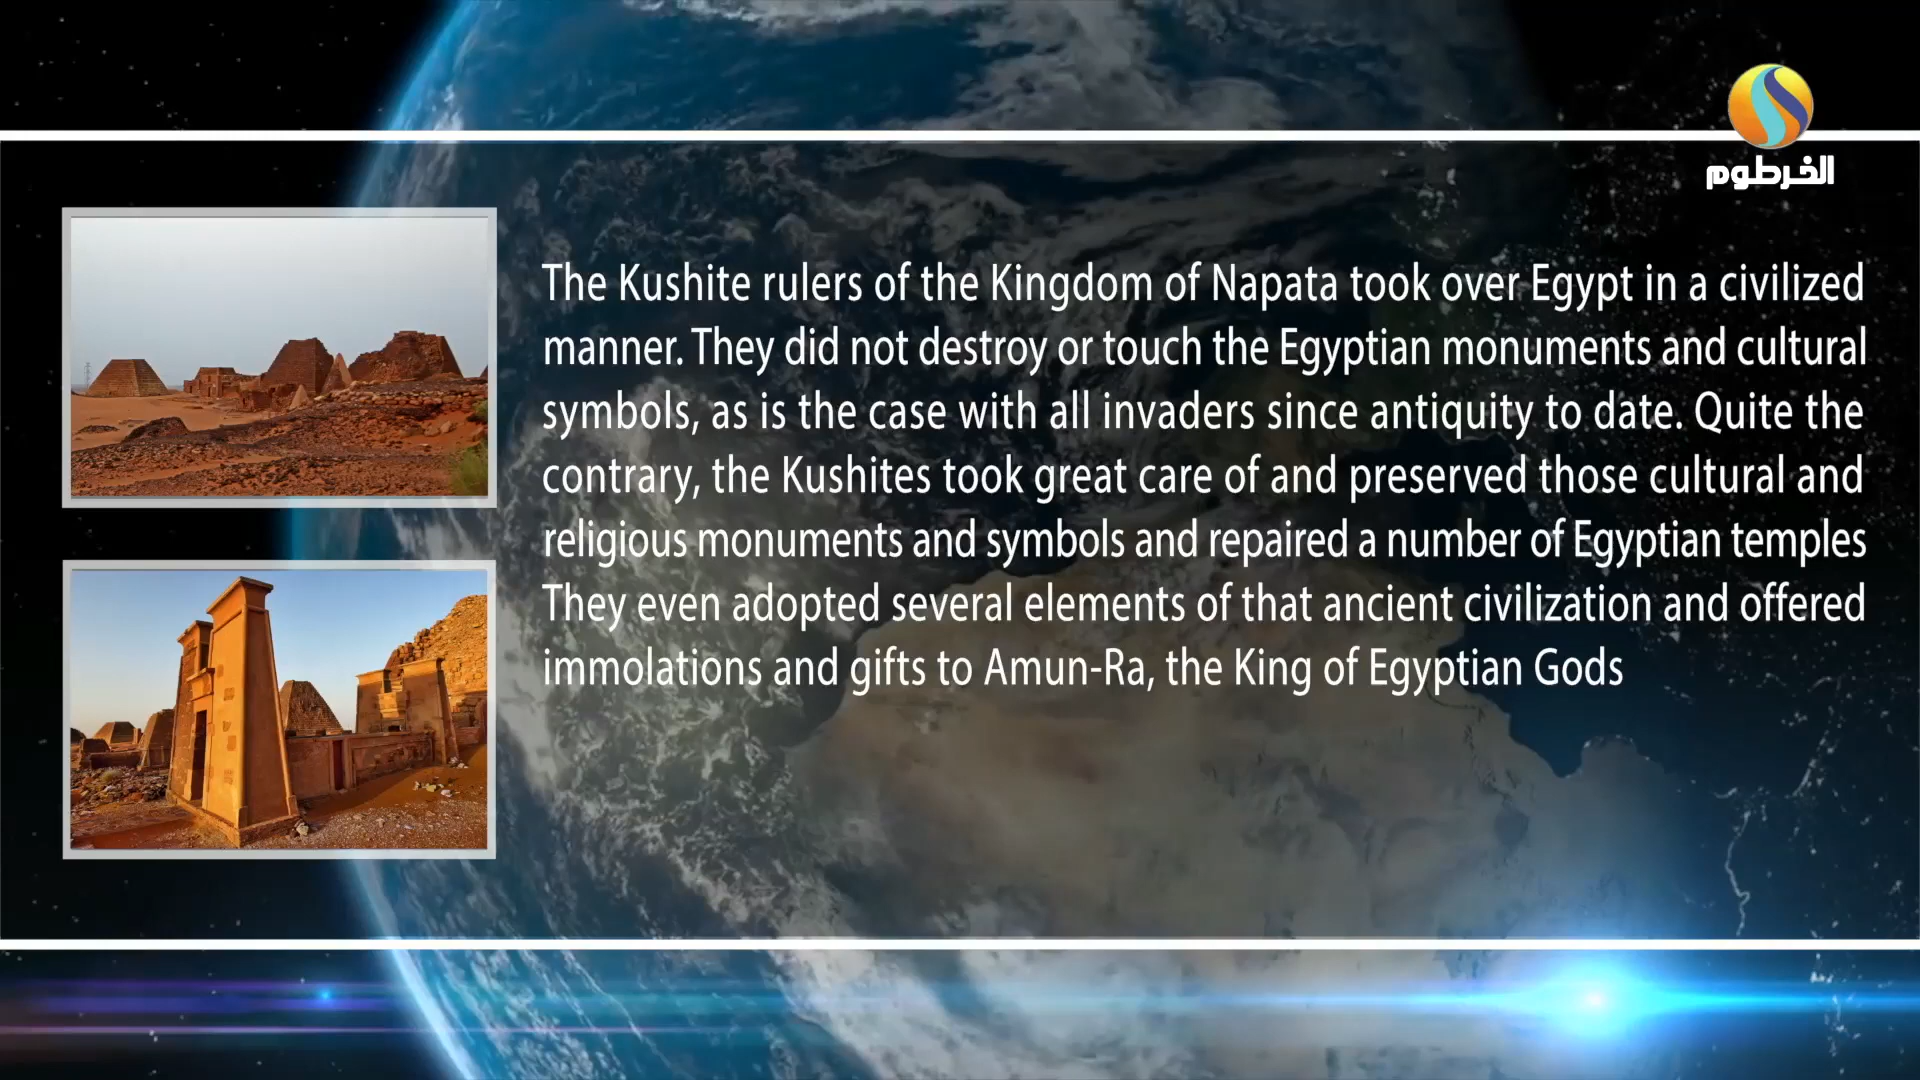 الخرطوم
The Kushite rulers of the Kingdom of Napata took over Egypt in a civilized
manner. They did not destroy or touch the Egyptian monuments and cultural
symbols, as is the case with all invaders since antiquity to date. Quite the
contrary, the Kushites took great care of and preserved those cultural and
religious monuments and symbols and repaired a number of Egyptian temples
They even adopted several elements of that ancient civilization and offered
immolations and gifts to Amun-Ra, the King of Egyptian Gods